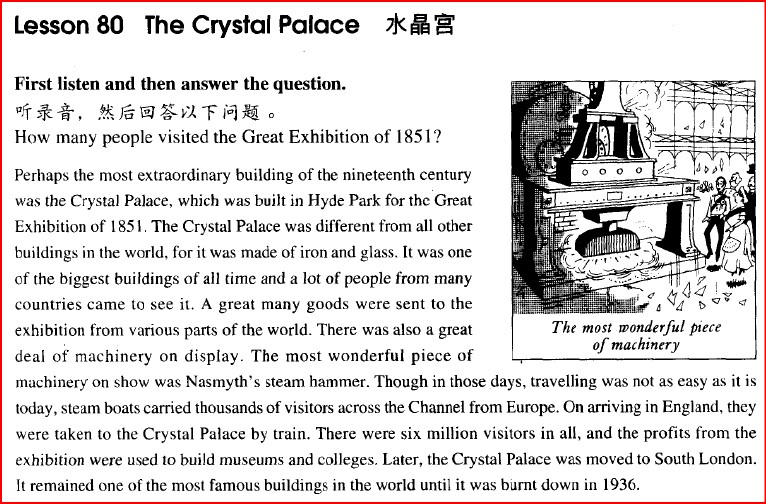 Lesson 80 The Crystal Palace 水晶宫
First listen and then answer the question.
听录音，然后回答以下问题。
How many people visited the Great Exhibition of 1851?
Perhaps the most extraordinary building of the nineteenth century
was the Crystal Palace, which was built in Hyde Park for the Great
Exhibition of 1851. The Crystal Palace was different from all other
buildings in the world, for it was made of iron and glass. It was one
of the biggest buildings of all time and a lot of people from many
countries came to see it. A great many goods were sent to the
exhibition from various parts of the world. There was also a great
deal of machinery on display. The most wonderful piece of
machinery on show was Nasmyth's steam hammer. Though in those days, travelling was not as easy as it is
today, steam boats carried thousands of visitors across the Channel from Europe. On arriving in England, they
were taken to the Crystal Palace by train. There were six million visitors in all, and the profits from the
exhibition were used to build museums and colleges. Later, the Crystal Palace was moved to South London.
It remained one of the most famous buildings in the world until it was burnt down in 1936.
The most wonderful piece
of machinery